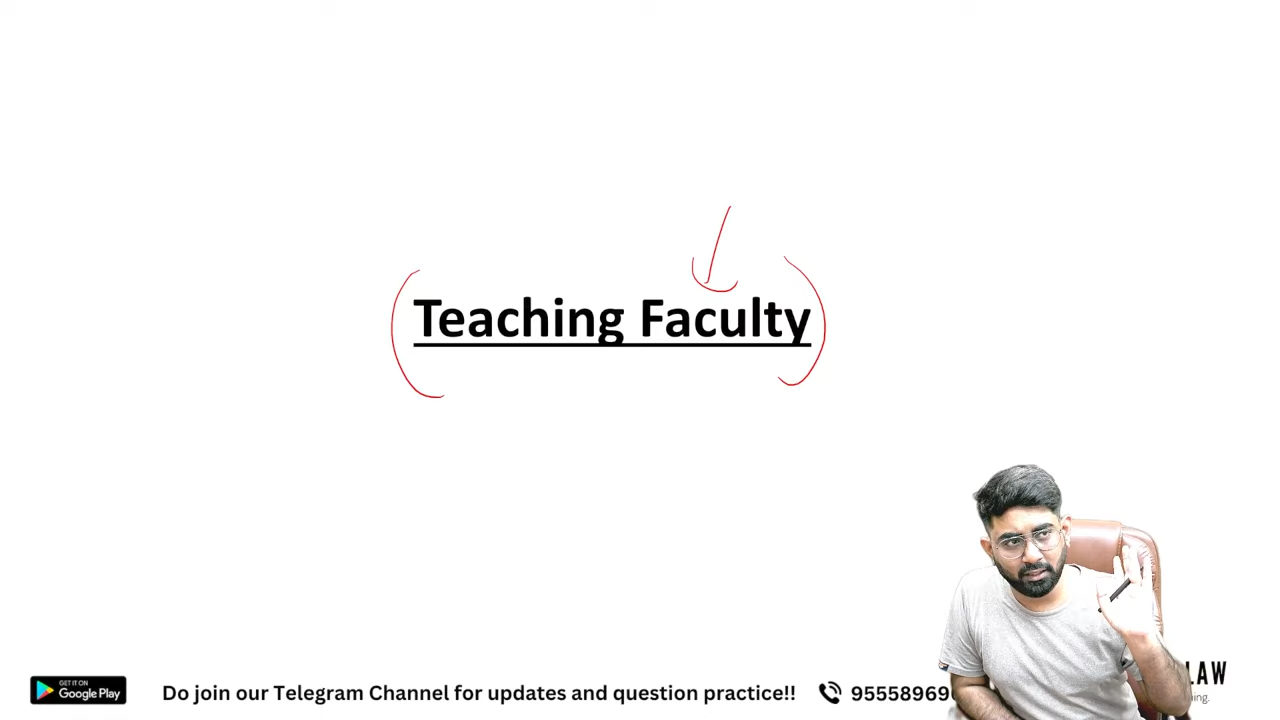 Teaching Faculty
GET IT ON
Google Play
Do join our Telegram Channel for updates and question practice!! 95558969
LAW